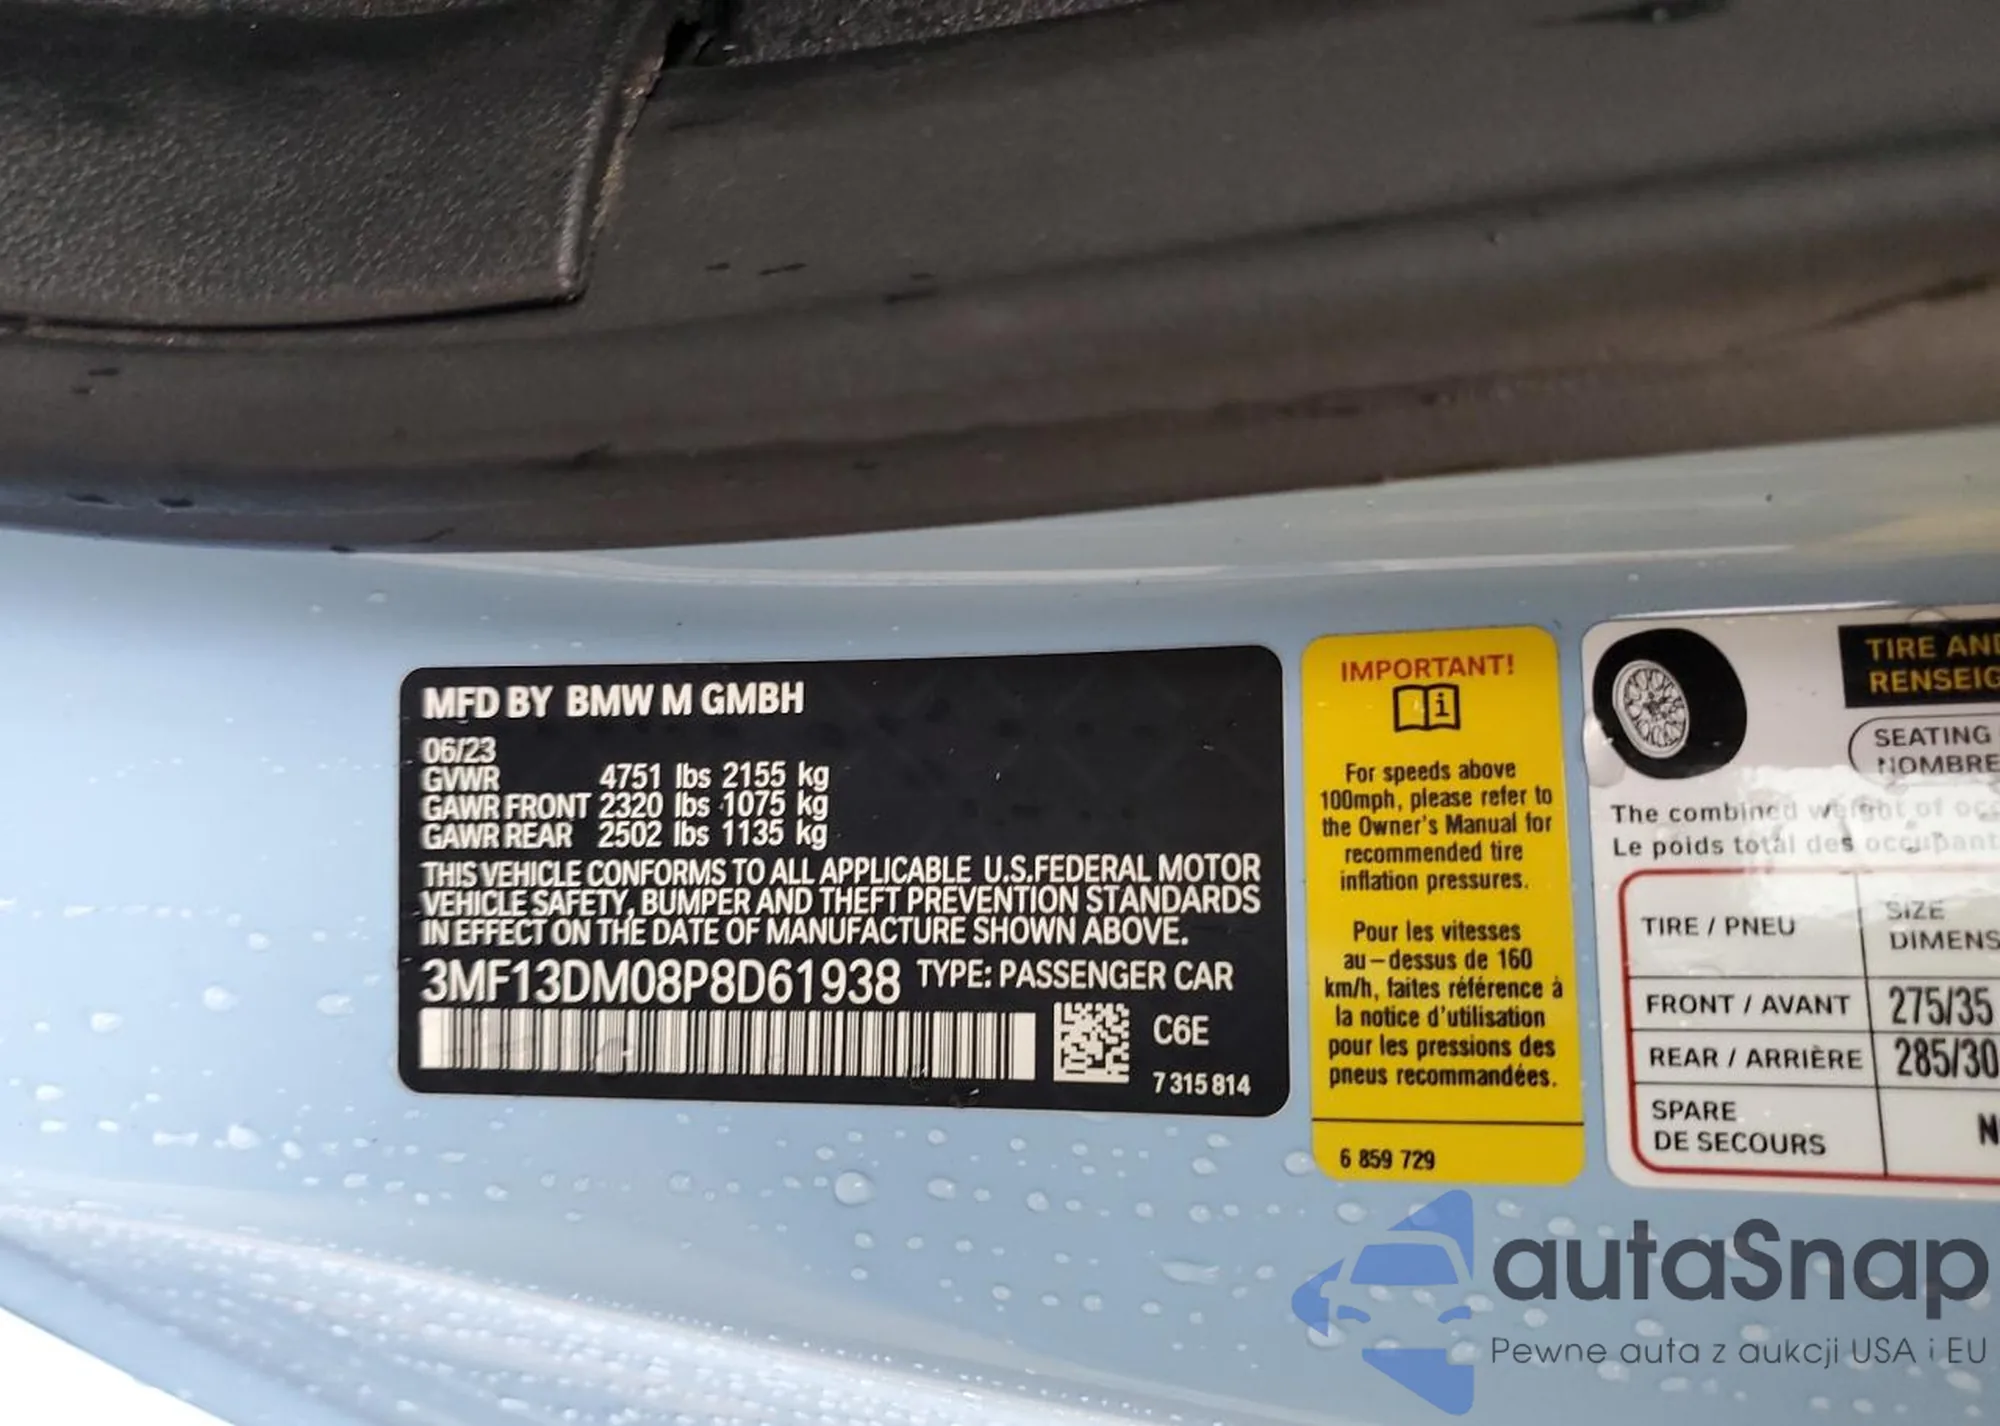 MFD BY BMW M GMBH
06/23
GVWR 4751 lbs 2155 kg
GAWR FRONT 2320 lbs 1075 kg
GAWR REAR 2502 lbs 1135 kg
THIS VEHICLE CONFORMS TO ALL APPLICABLE U.S.FEDERAL MOTOR
VEHICLE SAFETY, BUMPER AND THEFT PREVENTION STANDARDS
IN EFFECT ON THE DATE OF MANUFACTURE SHOWN ABOVE.
3MF13DM08P8D61938 TYPE: PASSENGER CAR
C6E
7 315 814
IMPORTANT!
i
For speeds above
100mph, please refer to
the Owner's Manual for
recommended tire
inflation pressures.
Pour les vitesses
au-dessus de 160
km/h, faites référence à
la notice d'utilisation
pour les pressions des
pneus recommandées.
6 859 729
TIRE AND
RENSEIG
SEATING
NOMBRE
The combined weight of occ
Le poids total des occupant
TIRE / PNEU
SIZE
DIMENS
FRONT / AVANT 275/35
REAR / ARRIÈRE 285/30
SPARE
DE SECOURS
N
autaSnap
Pewne auta z aukcji USA i EU